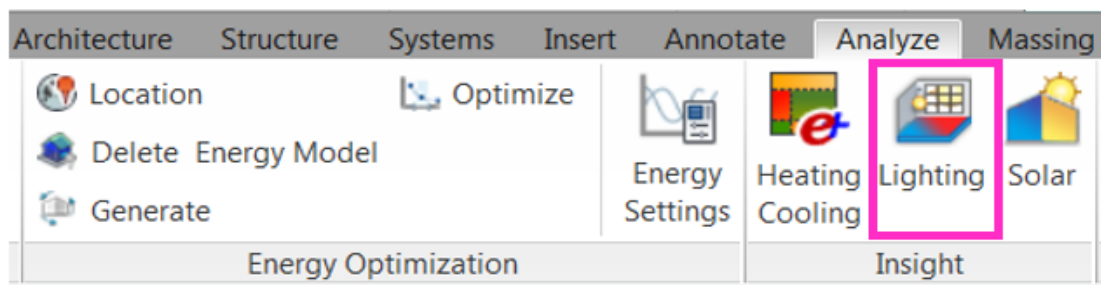 Architecture Structure Systems Insert Annotate Analyze Massing
Location
Optimize
Delete Energy Model
Generate
Energy
Settings
Heating
Cooling
Lighting
Solar
Energy Optimization
Insight